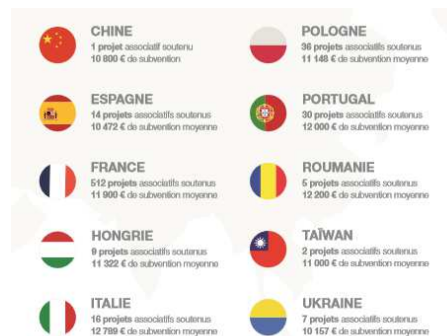 CHINE
1 projet associatif soutenu
10 800 € de subvention
ESPAGNE
14 projets associatifs soutenus
10 472 € de subvention moyenne
FRANCE
512 projets associatifs soutenus
11 900 € de subvention moyenne
HONGRIE
9 projets associatifs soutenus
11 322 € de subvention moyenne
ITALIE
16 projets associatifs soutenus
12 789 € de subvention moyenne
POLOGNE
36 projets associatifs soutenus
11 148 € de subvention moyenne
PORTUGAL
30 projets associatifs soutenus
12 000 € de subvention moyenne
ROUMANIE
5 projets associatifs soutenus
12 200 € de subvention moyenne
TAÏWAN
2 projets associatifs soutenus
11 000 € de subvention moyenne
UKRAINE
7 projets associatifs soutenus
10 157 € de subvention moyenne